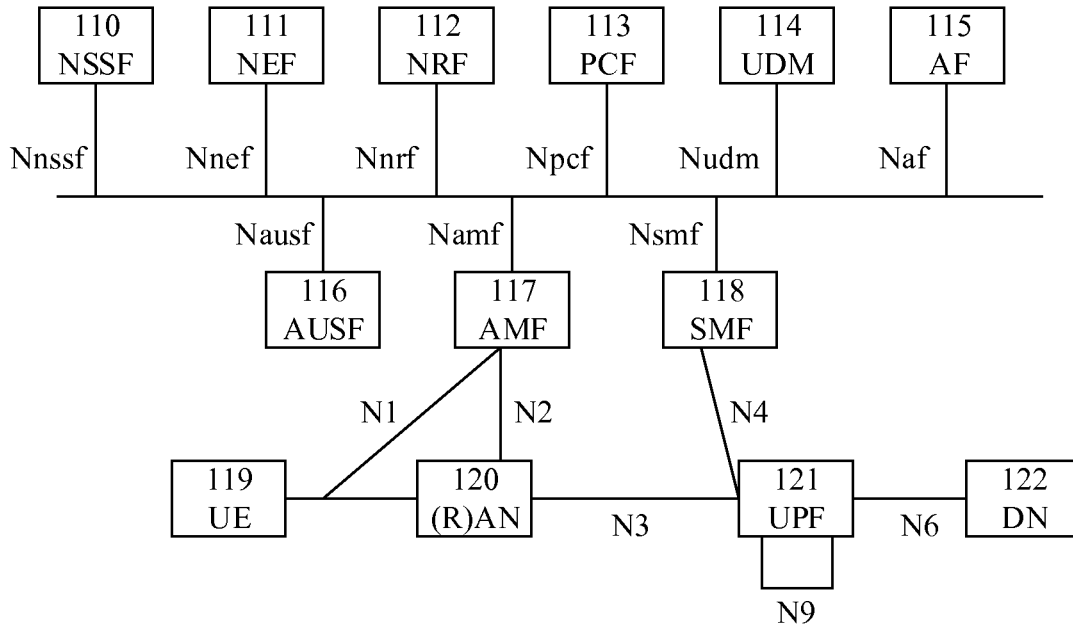 110
NSSF
111
NEF
112
NRF
113
PCF
114
UDM
115
AF
Nnssf
Nnef
Nnrf
Npcf
Nudm
Naf
Nausf
Namf
Nsmf
116
AUSF
117
AMF
118
SMF
N1
N2
N4
119
UE
120
(R)AN
121
UPF
122
DN
N3
N6
N9